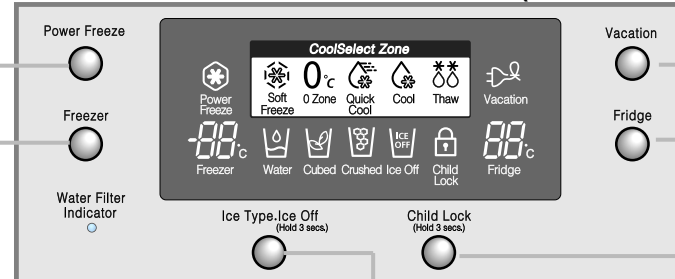 Power Freeze
Vacation
CoolSelect Zone
0°c
Soft Freeze
0 Zone
Quick Cool
Cool
Thaw
Power Freeze
Vacation
Freezer
Fridge
-88°c
ICE OFF
88°c
Freezer
Water
Cubed
Crushed
Ice Off
Child Lock
Fridge
Water Filter
Indicator
Ice Type.Ice Off
(Hold 3 secs.)
Child Lock
(Hold 3 secs.)